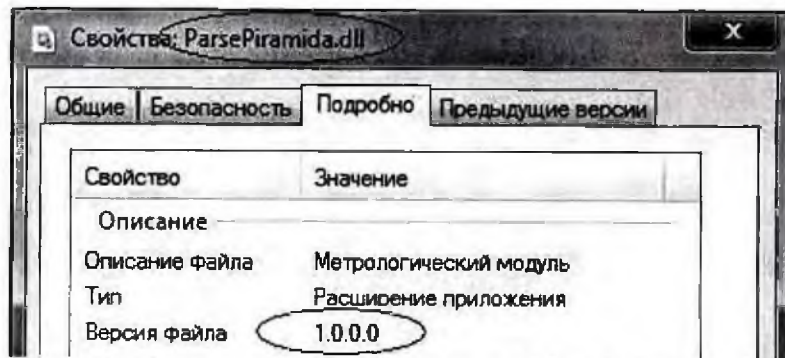 Свойства: ParsePiramida.dll
x
Общие Безопасность Подробно Предыдущие версии
Свойство Значение
Описание
Описание файла Метрологический модуль
Тип Расширение приложения
Версия файла 1.0.0.0